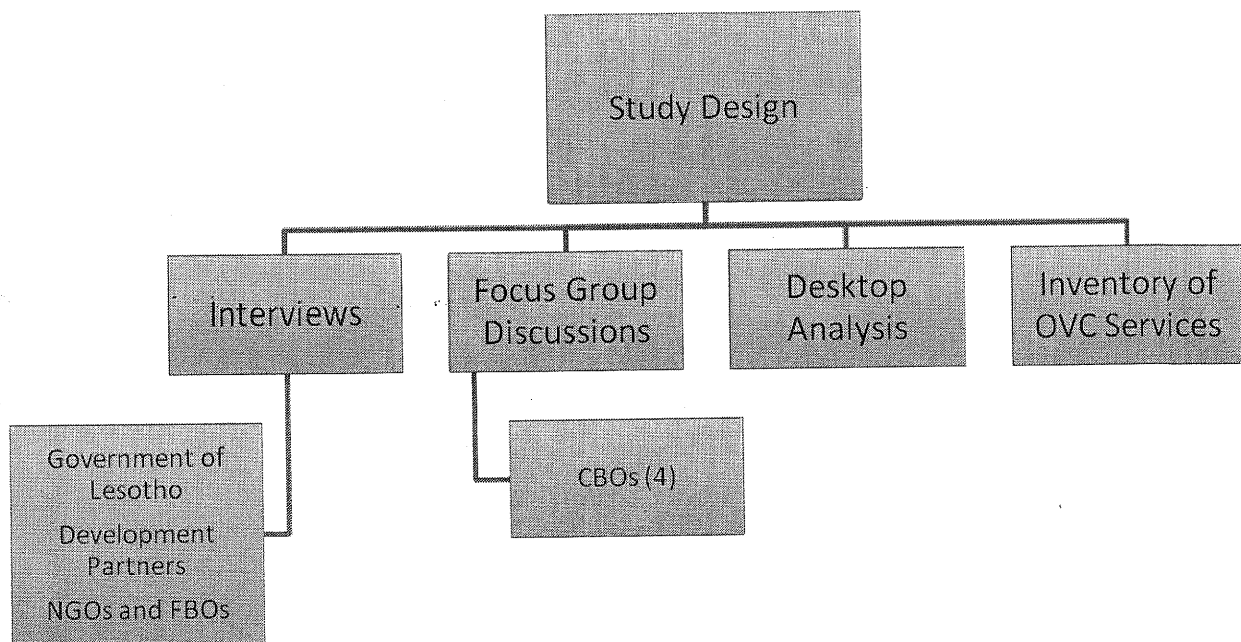 Study Design
Interviews
Focus Group
Discussions
Desktop
Analysis
Inventory of
OVC Services
Government of
Lesotho
Development
Partners
NGOs and FBOs
CBOs (4)